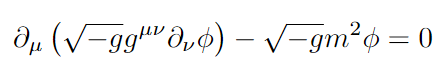 ∂_μ (√−g g^{μν} ∂_ν ϕ) − √−g m² ϕ = 0